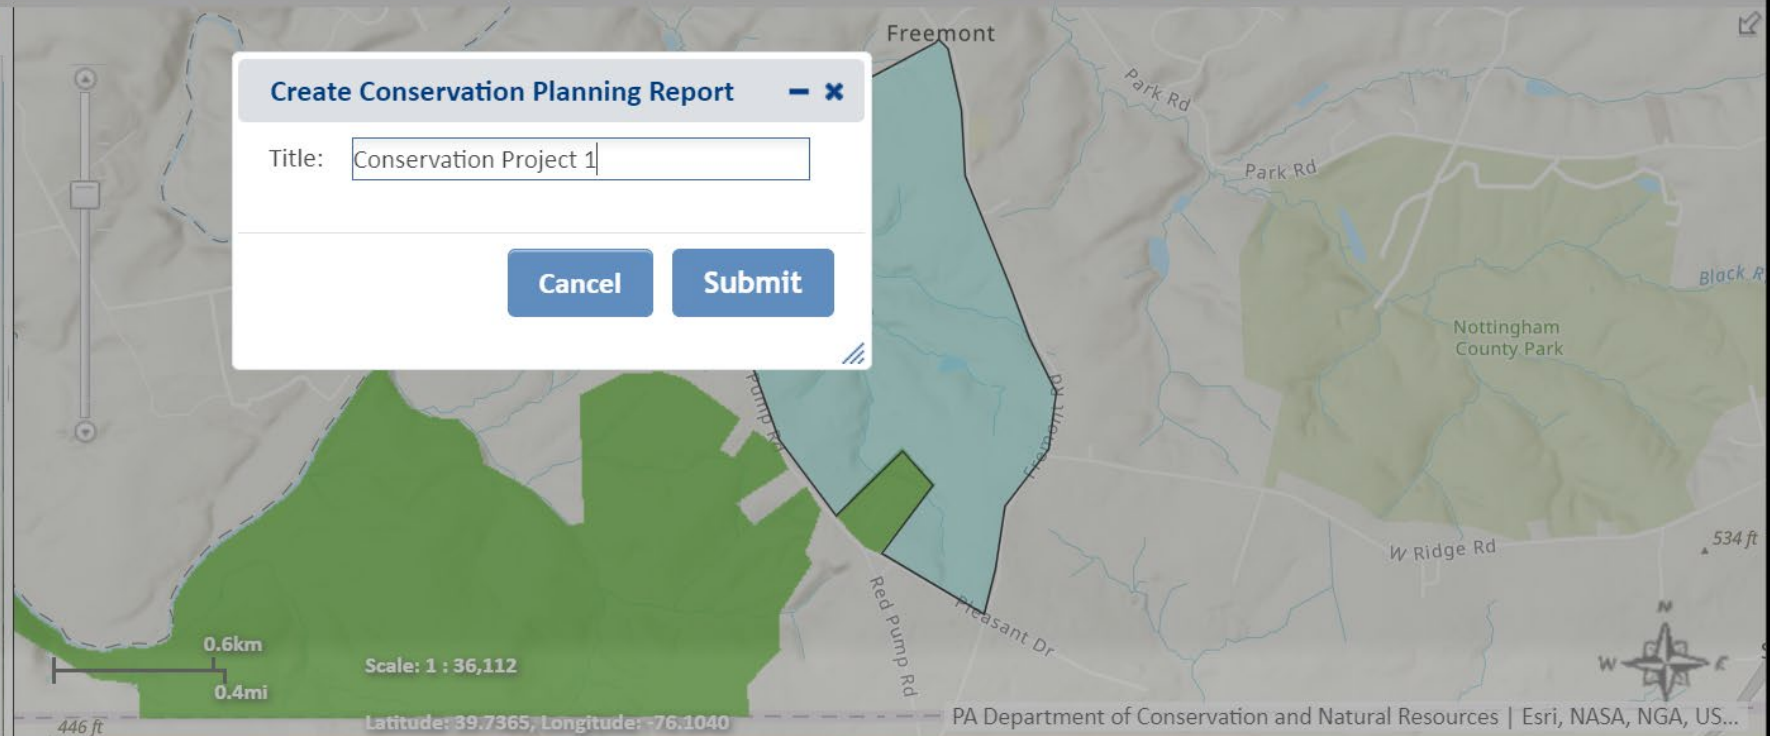 Freemont
Create Conservation Planning Report
Title: Conservation Project 1
Cancel Submit
Park Rd
Park Rd
Black R
Nottingham
County Park
Pump Rd
Fremont Rd
W Ridge Rd
534 ft
Red Pump Rd
Pleasant Dr
0.6km
0.4mi
Scale: 1 : 36,112
Latitude: 39.7365, Longitude: -76.1040
446 ft
N
W E
PA Department of Conservation and Natural Resources | Esri, NASA, NGA, US...